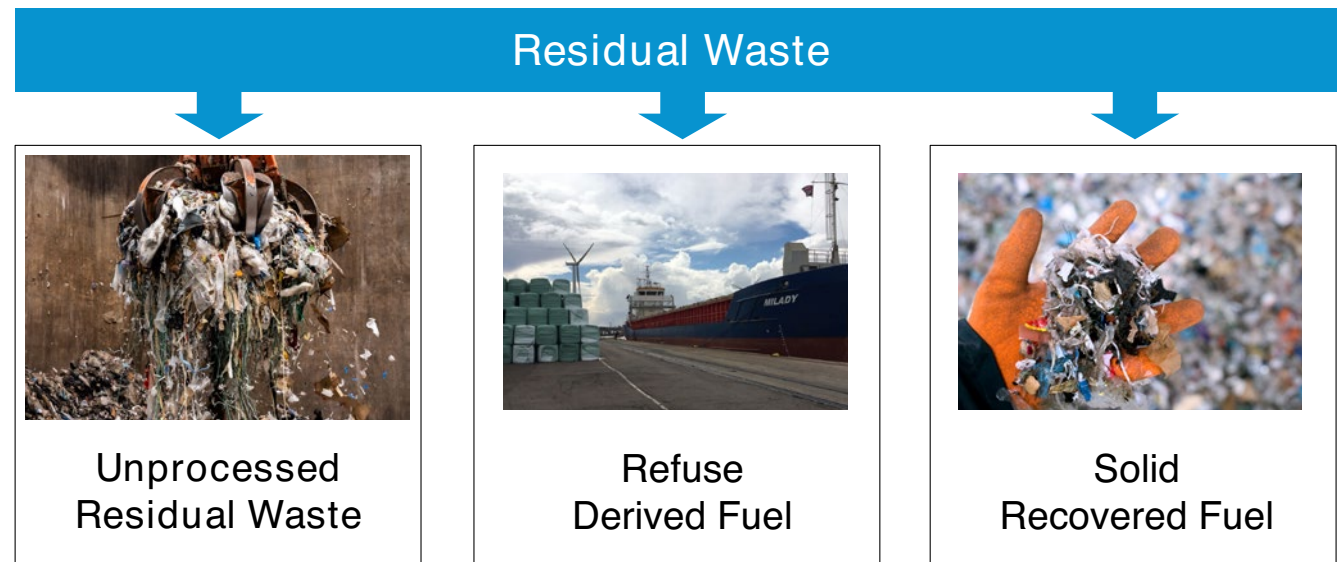 Residual Waste
MILADY
Unprocessed
Residual Waste
Refuse
Derived Fuel
Solid
Recovered Fuel